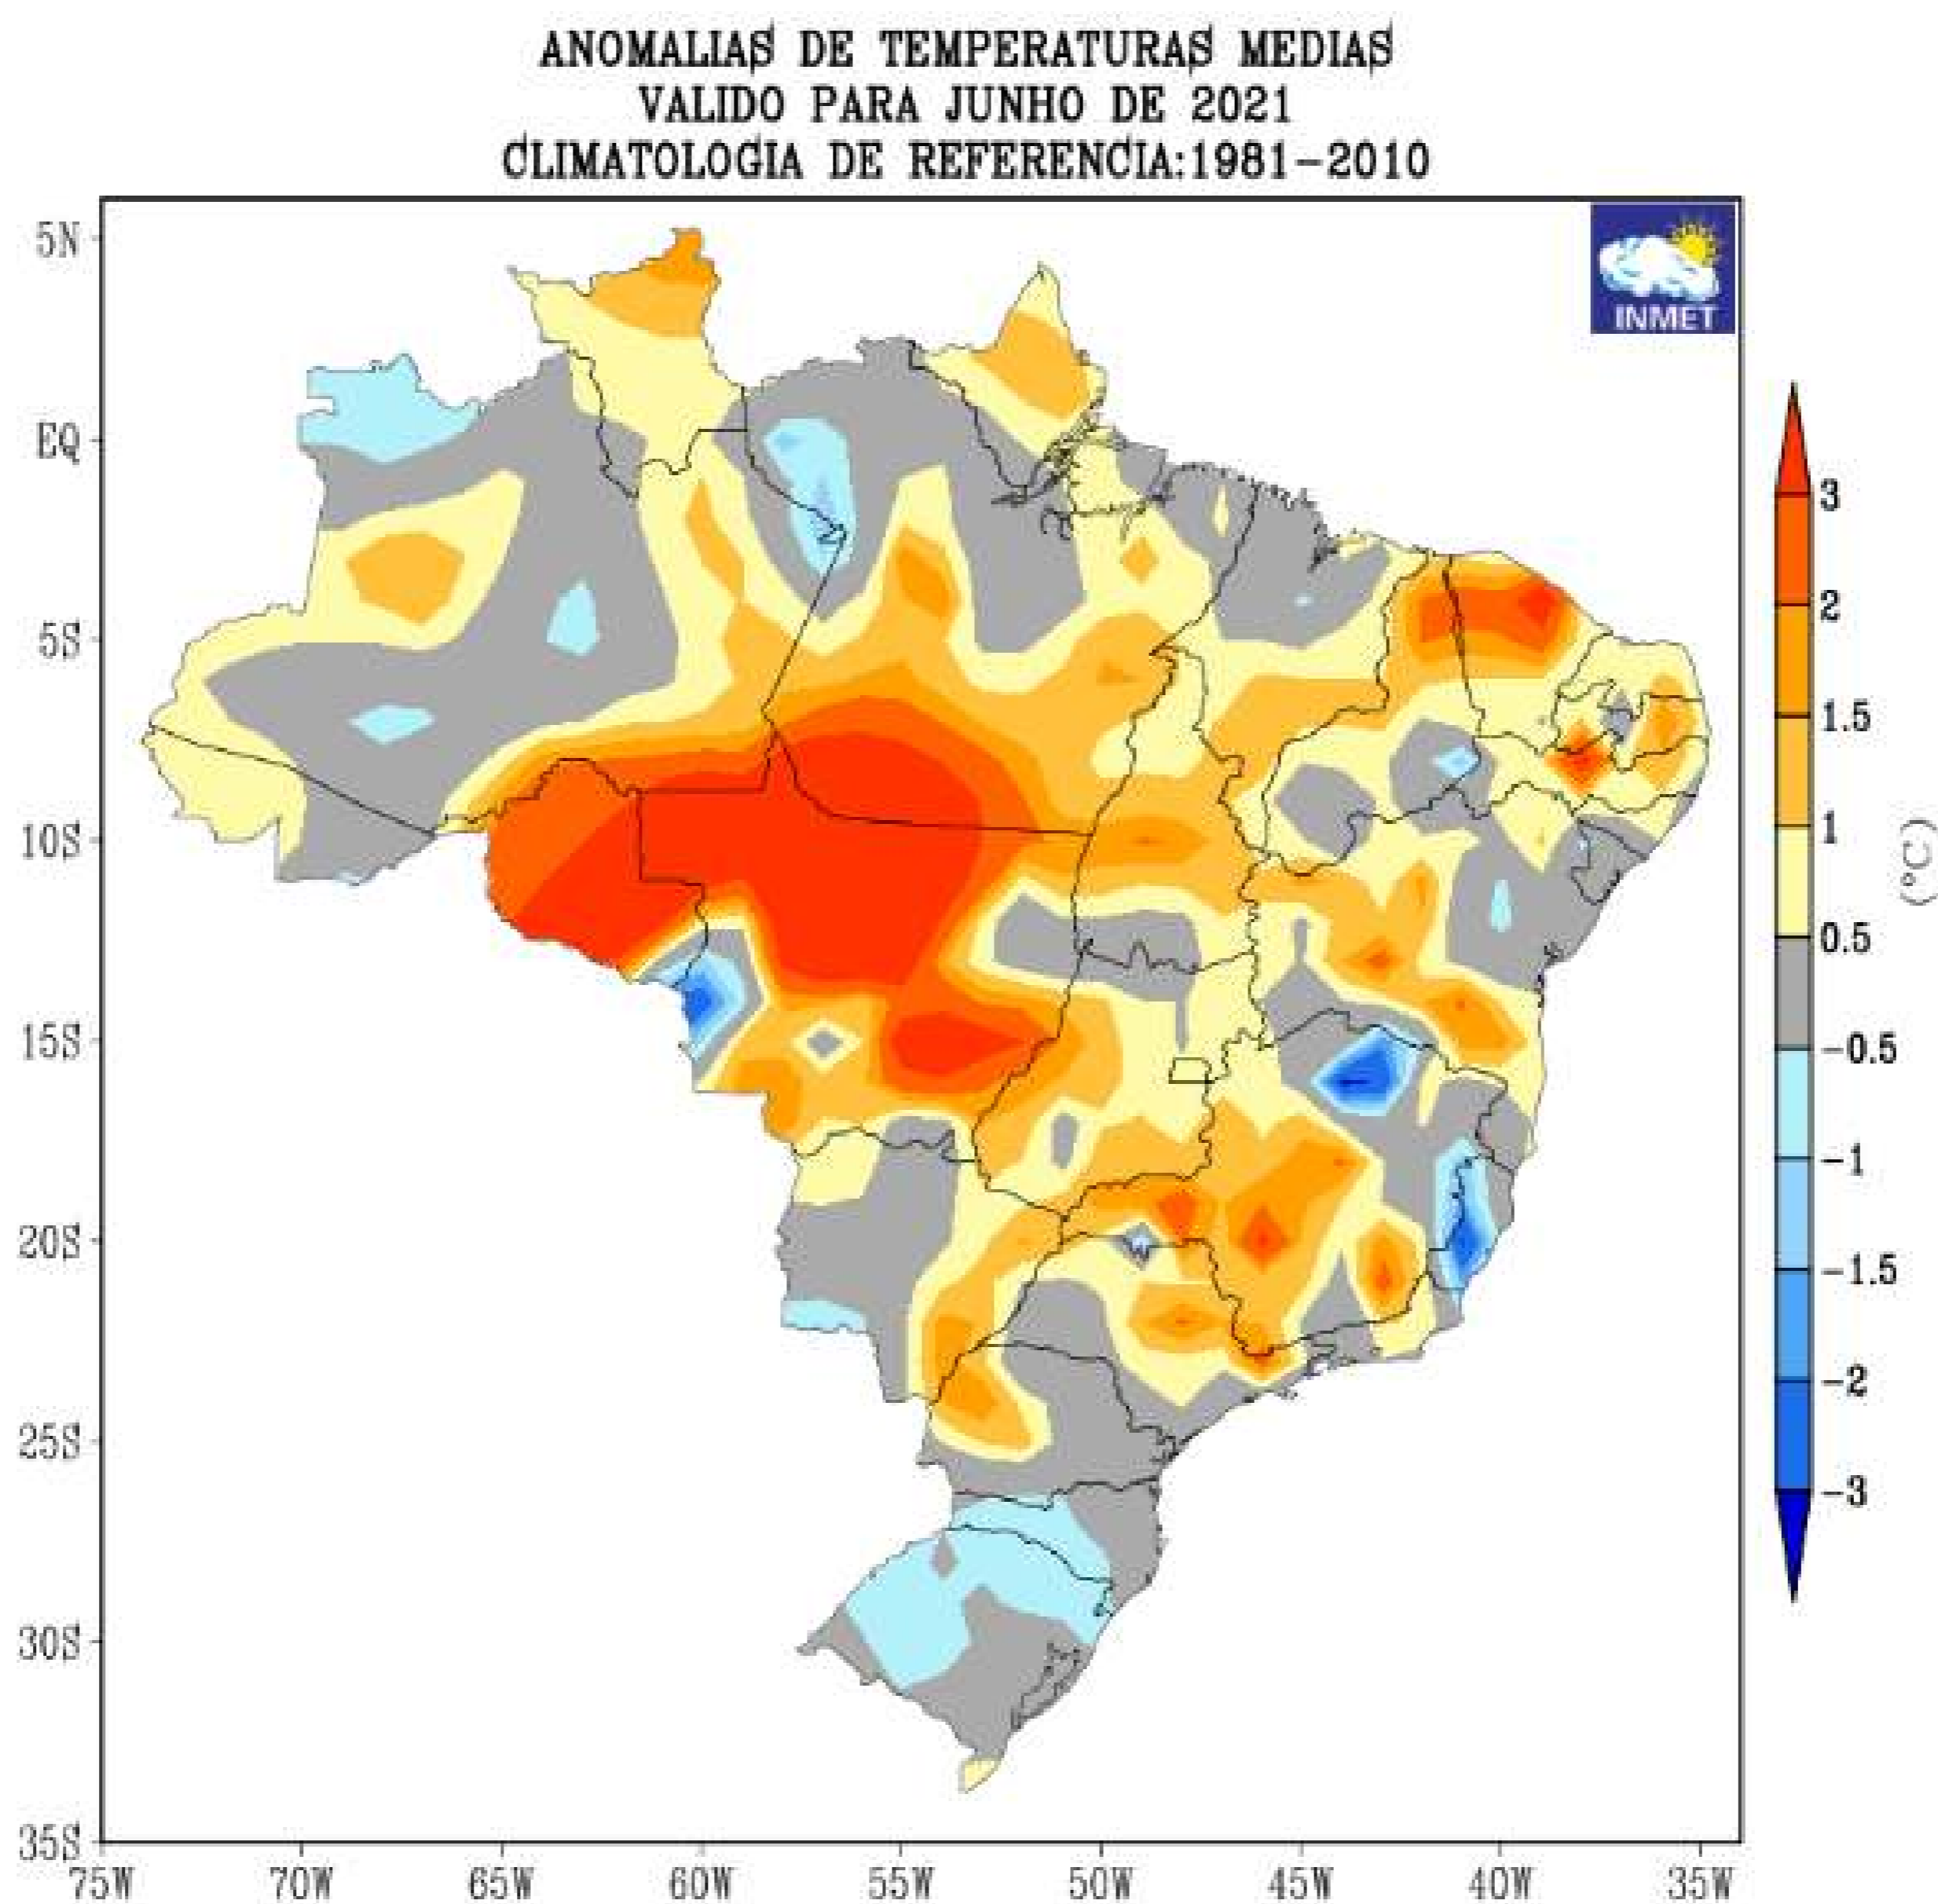 ANOMALIAS DE TEMPERATURAS MEDIAS
VALIDO PARA JUNHO DE 2021
CLIMATOLOGIA DE REFERENCIA:1981-2010
INMET
5N
EQ
5S
10S
15S
20S
25S
30S
35S
75W 70W 65W 60W 55W 50W 45W 40W 35W
3
2
1.5
1
0.5
-0.5
-1
-1.5
-2
-3
(°C)